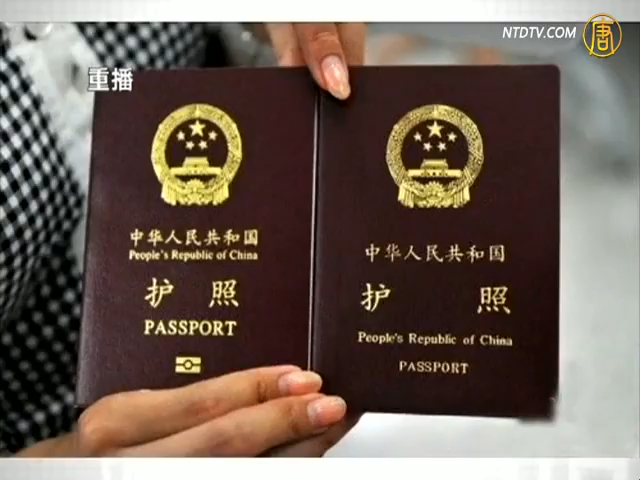 NTDTV.COM
唐
重播
中华人民共和国
People's Republic of China
护 照
PASSPORT
中华人民共和国
护 照
People's Republic of China
PASSPORT